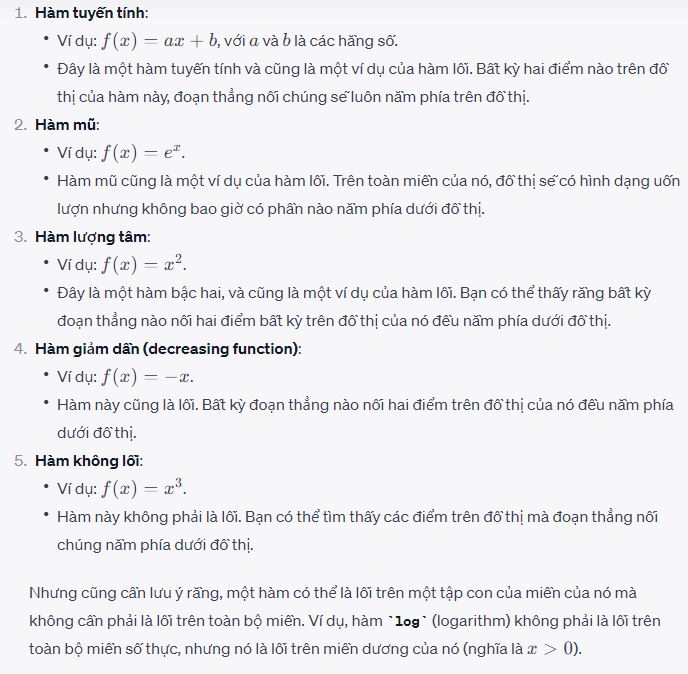 1. Hàm tuyến tính:
• Ví dụ: f(x) = ax + b, với a và b là các hằng số.
• Đây là một hàm tuyến tính và cũng là một ví dụ của hàm lồi. Bất kỳ hai điểm nào trên đồ
thị của hàm này, đoạn thẳng nối chúng sẽ luôn nằm phía trên đồ thị.
2. Hàm mũ:
• Ví dụ: f(x) = eˣ.
• Hàm mũ cũng là một ví dụ của hàm lồi. Trên toàn miền của nó, đồ thị sẽ có hình dạng uốn
lượn nhưng không bao giờ có phần nào nằm phía dưới đồ thị.
3. Hàm lượng tâm:
• Ví dụ: f(x) = x².
• Đây là một hàm bậc hai, và cũng là một ví dụ của hàm lồi. Bạn có thể thấy rằng bất kỳ
đoạn thẳng nào nối hai điểm bất kỳ trên đồ thị của nó đều nằm phía dưới đồ thị.
4. Hàm giảm dần (decreasing function):
• Ví dụ: f(x) = −x.
• Hàm này cũng là lồi. Bất kỳ đoạn thẳng nào nối hai điểm trên đồ thị của nó đều nằm phía
dưới đồ thị.
5. Hàm không lồi:
• Ví dụ: f(x) = x³.
• Hàm này không phải là lồi. Bạn có thể tìm thấy các điểm trên đồ thị mà đoạn thẳng nối
chúng nằm phía dưới đồ thị.
Nhưng cũng cần lưu ý rằng, một hàm có thể là lồi trên một tập con của miền của nó mà
không cần phải là lồi trên toàn bộ miền. Ví dụ, hàm `log` (logarithm) không phải là lồi trên
toàn bộ miền số thực, nhưng nó là lồi trên miền dương của nó (nghĩa là x > 0).